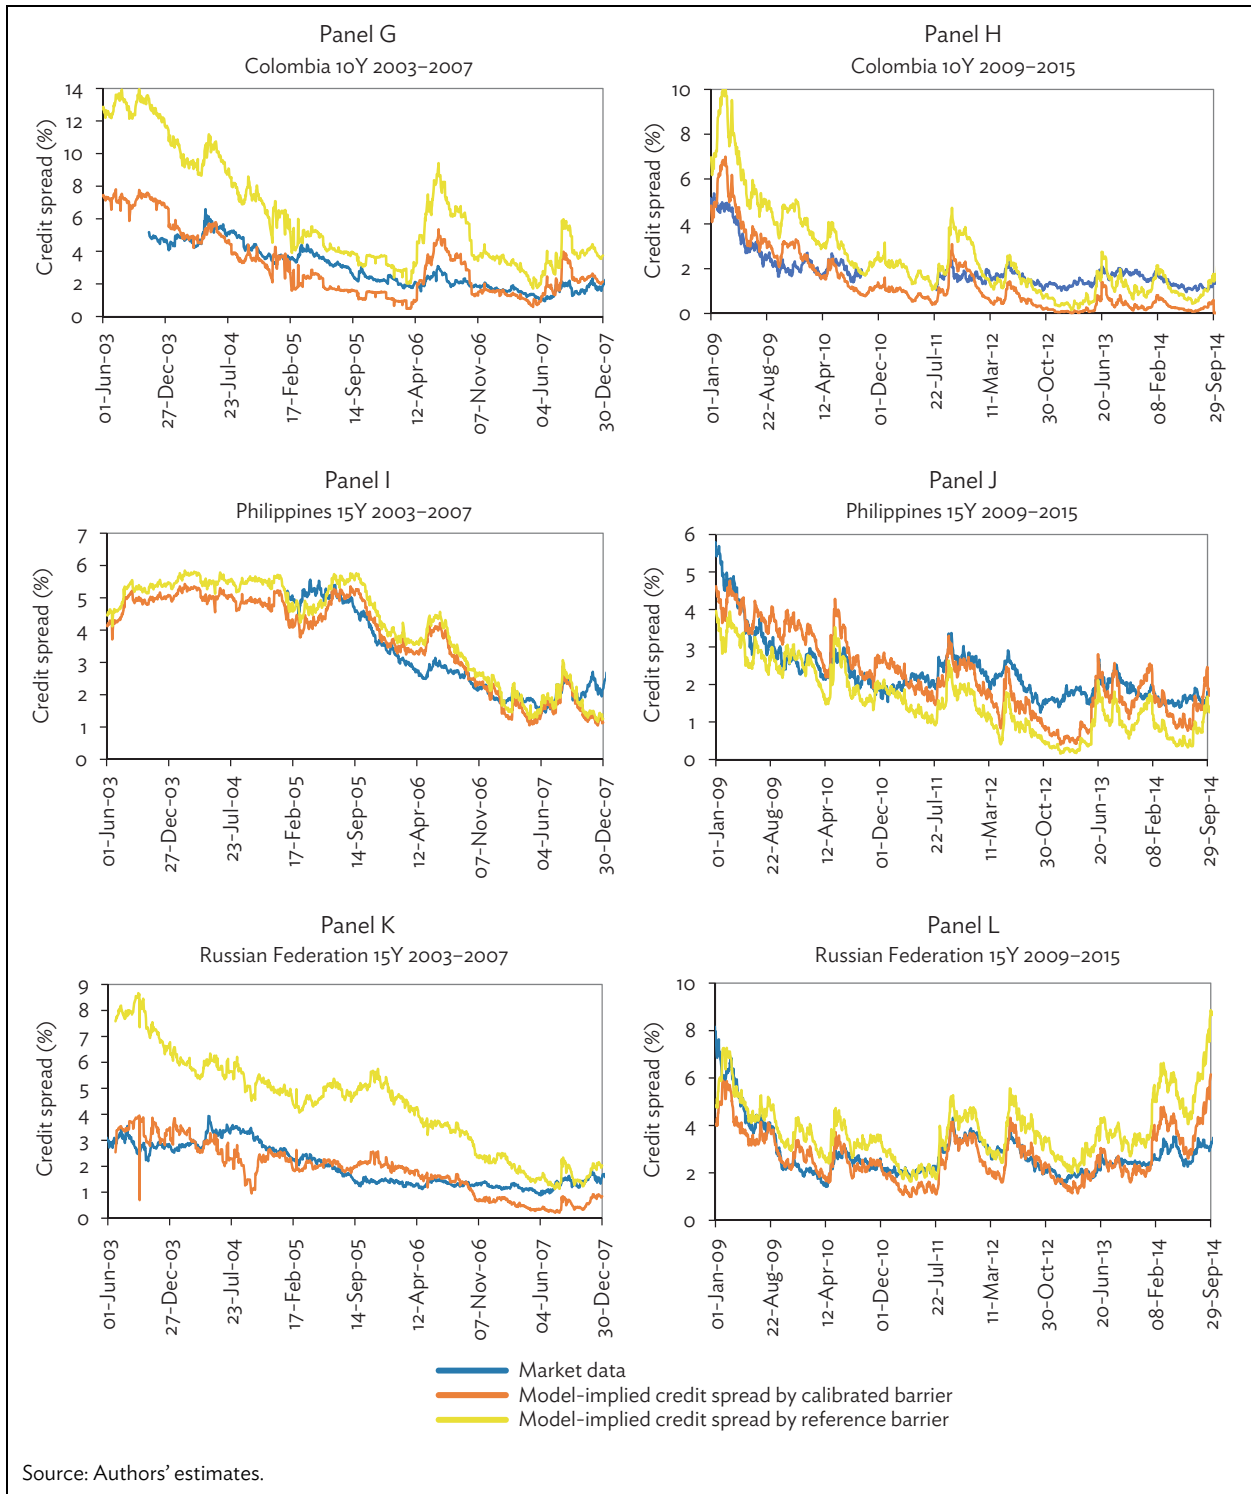 Panel G
Colombia 10Y 2003–2007
Credit spread (%)
14
12
10
8
6
4
2
0
01-Jun-03
27-Dec-03
23-Jul-04
17-Feb-05
14-Sep-05
12-Apr-06
07-Nov-06
04-Jun-07
30-Dec-07
Panel H
Colombia 10Y 2009–2015
Credit spread (%)
10
8
6
4
2
0
01-Jan-09
22-Aug-09
12-Apr-10
01-Dec-10
22-Jul-11
11-Mar-12
30-Oct-12
20-Jun-13
08-Feb-14
29-Sep-14
Panel I
Philippines 15Y 2003–2007
Credit spread (%)
7
6
5
4
3
2
1
0
01-Jun-03
27-Dec-03
23-Jul-04
17-Feb-05
14-Sep-05
12-Apr-06
07-Nov-06
04-Jun-07
30-Dec-07
Panel J
Philippines 15Y 2009–2015
Credit spread (%)
6
5
4
3
2
1
0
01-Jan-09
22-Aug-09
12-Apr-10
01-Dec-10
22-Jul-11
11-Mar-12
30-Oct-12
20-Jun-13
08-Feb-14
29-Sep-14
Panel K
Russian Federation 15Y 2003–2007
Credit spread (%)
9
8
7
6
5
4
3
2
1
0
01-Jun-03
27-Dec-03
23-Jul-04
17-Feb-05
14-Sep-05
12-Apr-06
07-Nov-06
04-Jun-07
30-Dec-07
Panel L
Russian Federation 15Y 2009–2015
Credit spread (%)
10
8
6
4
2
0
01-Jan-09
22-Aug-09
12-Apr-10
01-Dec-10
22-Jul-11
11-Mar-12
30-Oct-12
20-Jun-13
08-Feb-14
29-Sep-14
Market data
Model-implied credit spread by calibrated barrier
Model-implied credit spread by reference barrier
Source: Authors’ estimates.